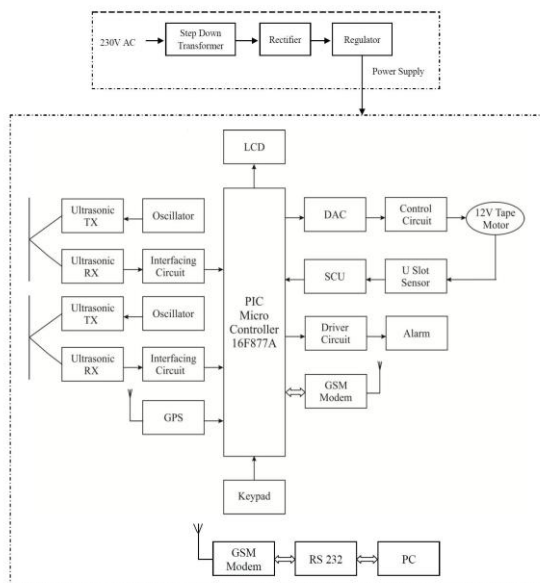 230V AC
Step Down
Transformer
Rectifier
Regulator
Power Supply
LCD
Ultrasonic
TX
Oscillator
Ultrasonic
RX
Interfacing
Circuit
Ultrasonic
TX
Oscillator
Ultrasonic
RX
Interfacing
Circuit
GPS
PIC
Micro
Controller
16F877A
DAC
Control
Circuit
12V Tape
Motor
SCU
U Slot
Sensor
Driver
Circuit
Alarm
GSM
Modem
Keypad
GSM
Modem
RS 232
PC